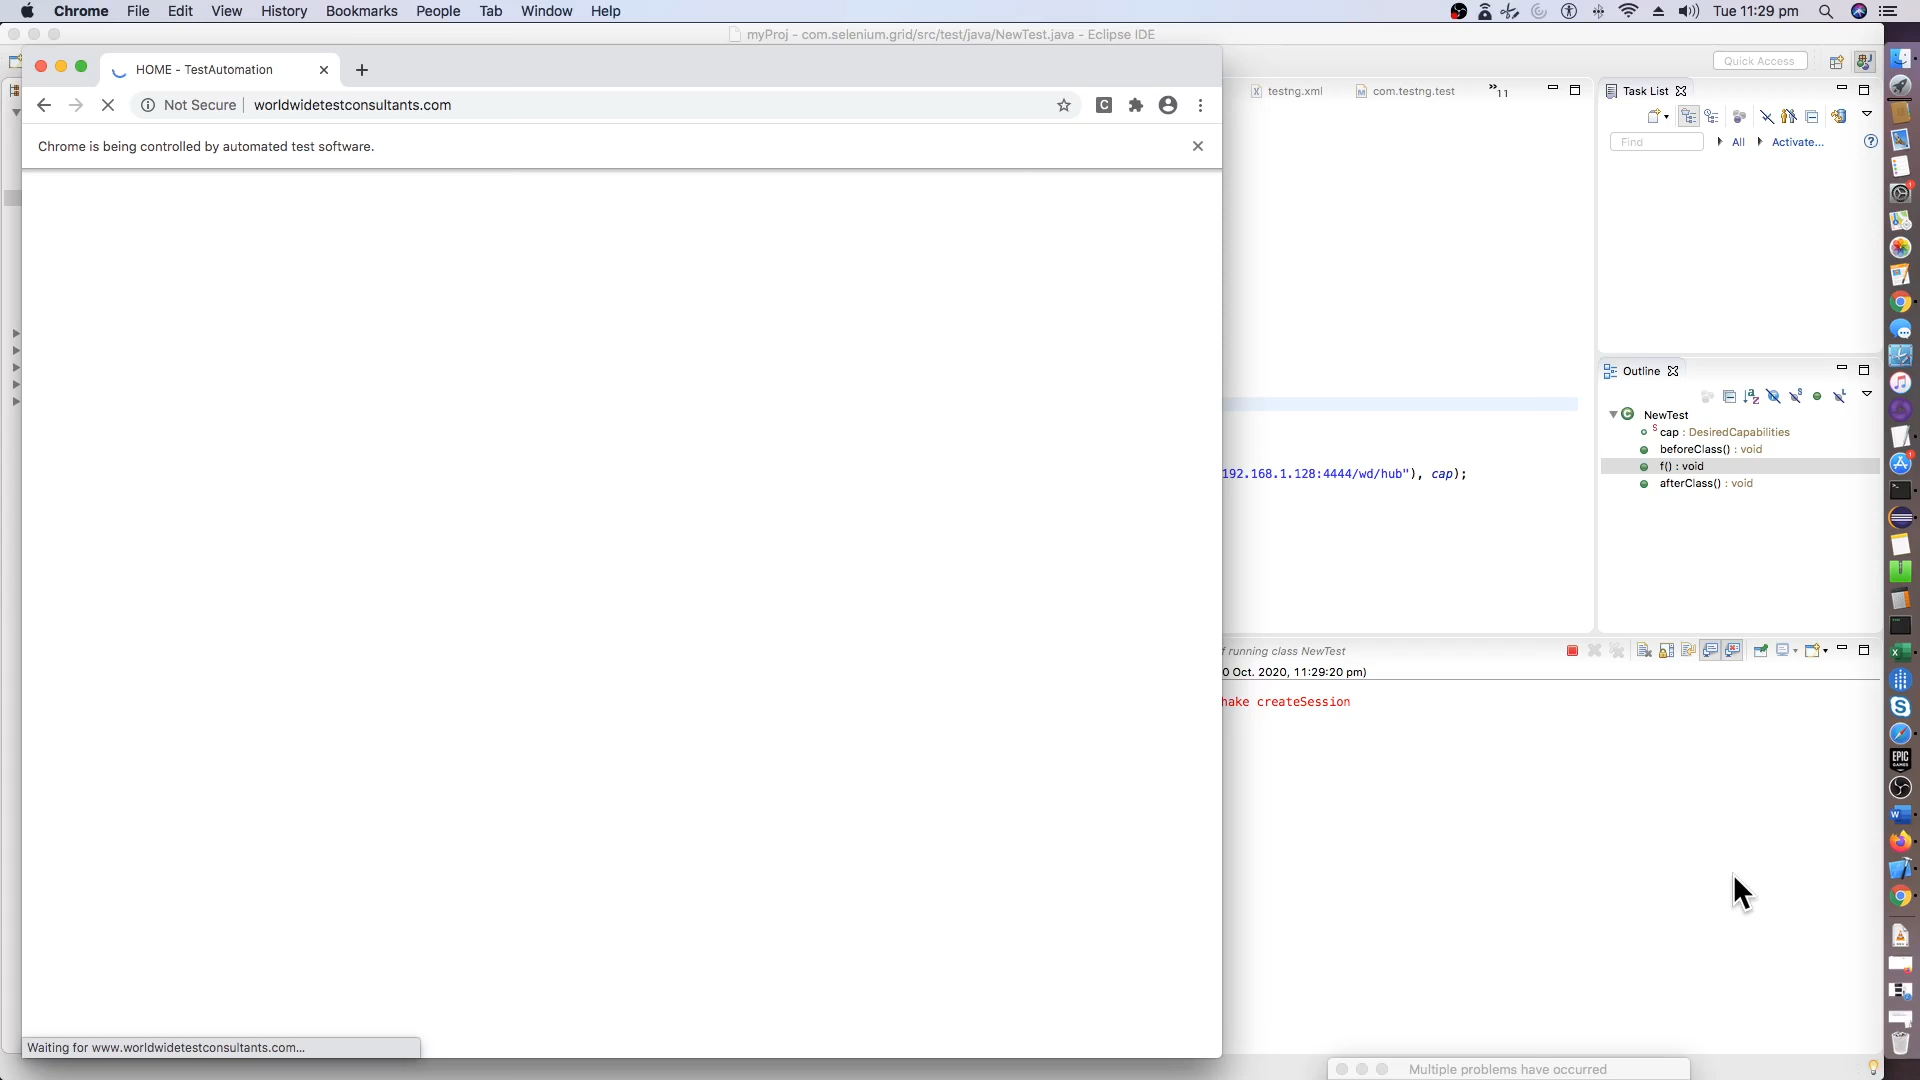 Chrome File Edit View History Bookmarks People Tab Window Help
Tue 11:29 pm
myProj - com.selenium.grid/src/test/java/NewTest.java - Eclipse IDE
Quick Access
HOME - TestAutomation
Not Secure worldwidetestconsultants.com
Chrome is being controlled by automated test software.
testng.xml
com.testng.test
11
Task List
Find
All
Activate...
Outline
NewTest
cap : DesiredCapabilities
beforeClass() : void
f() : void
afterClass() : void
192.168.1.128:4444/wd/hub"), cap);
f running class NewTest
0 Oct. 2020, 11:29:20 pm)
hake createSession
EPIC
GAMES
Waiting for www.worldwidetestconsultants.com...
Multiple problems have occurred